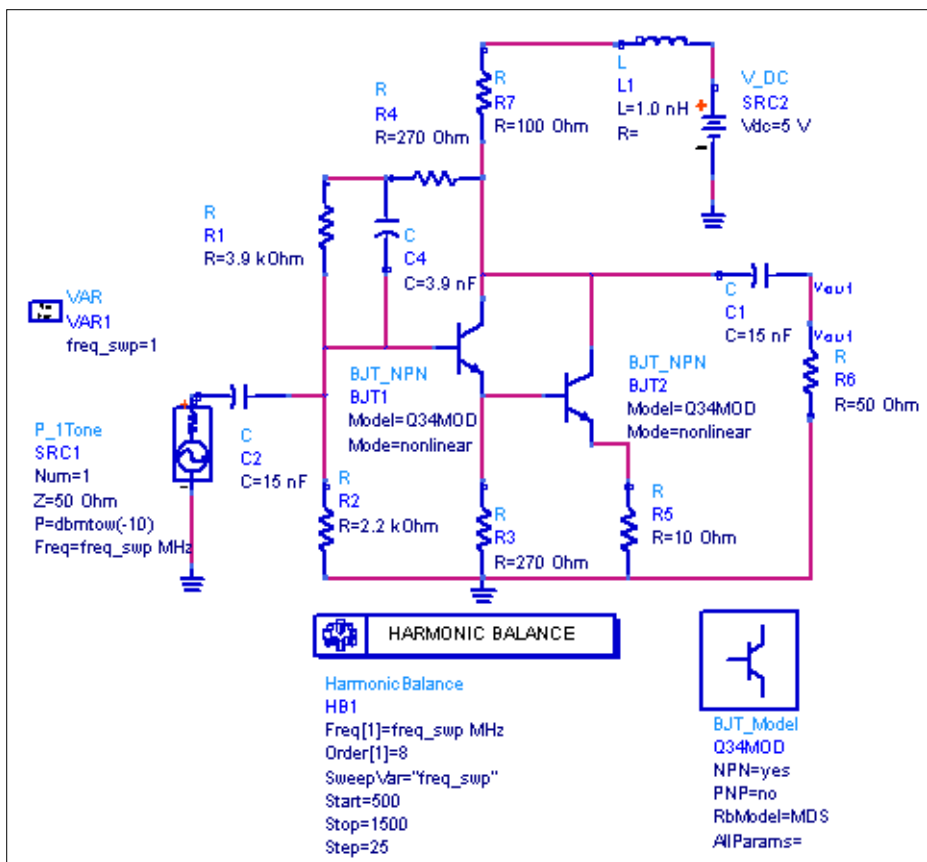 R
R4
R=270 Ohm
R
R7
R=100 Ohm
L
L1
L=1.0 nH
R=
V_DC
SRC2
Vdc=5 V
+
-
R
R1
R=3.9 kOhm
C
C4
C=3.9 nF
VAR
VAR1
freq_swp=1
C
C1
C=15 nF
Vout
Vout
R
R6
R=50 Ohm
BJT_NPN
BJT1
Model=Q34MOD
Mode=nonlinear
BJT_NPN
BJT2
Model=Q34MOD
Mode=nonlinear
P_1Tone
SRC1
Num=1
Z=50 Ohm
P=dbmtow(-10)
Freq=freq_swp MHz
+
-
C
C2
C=15 nF
R
R2
R=2.2 kOhm
R
R3
R=270 Ohm
R
R5
R=10 Ohm
HARMONIC BALANCE
HarmonicBalance
HB1
Freq[1]=freq_swp MHz
Order[1]=8
SweepVar="freq_swp"
Start=500
Stop=1500
Step=25
BJT_Model
Q34MOD
NPN=yes
PNP=no
RbModel=MDS
AllParams=